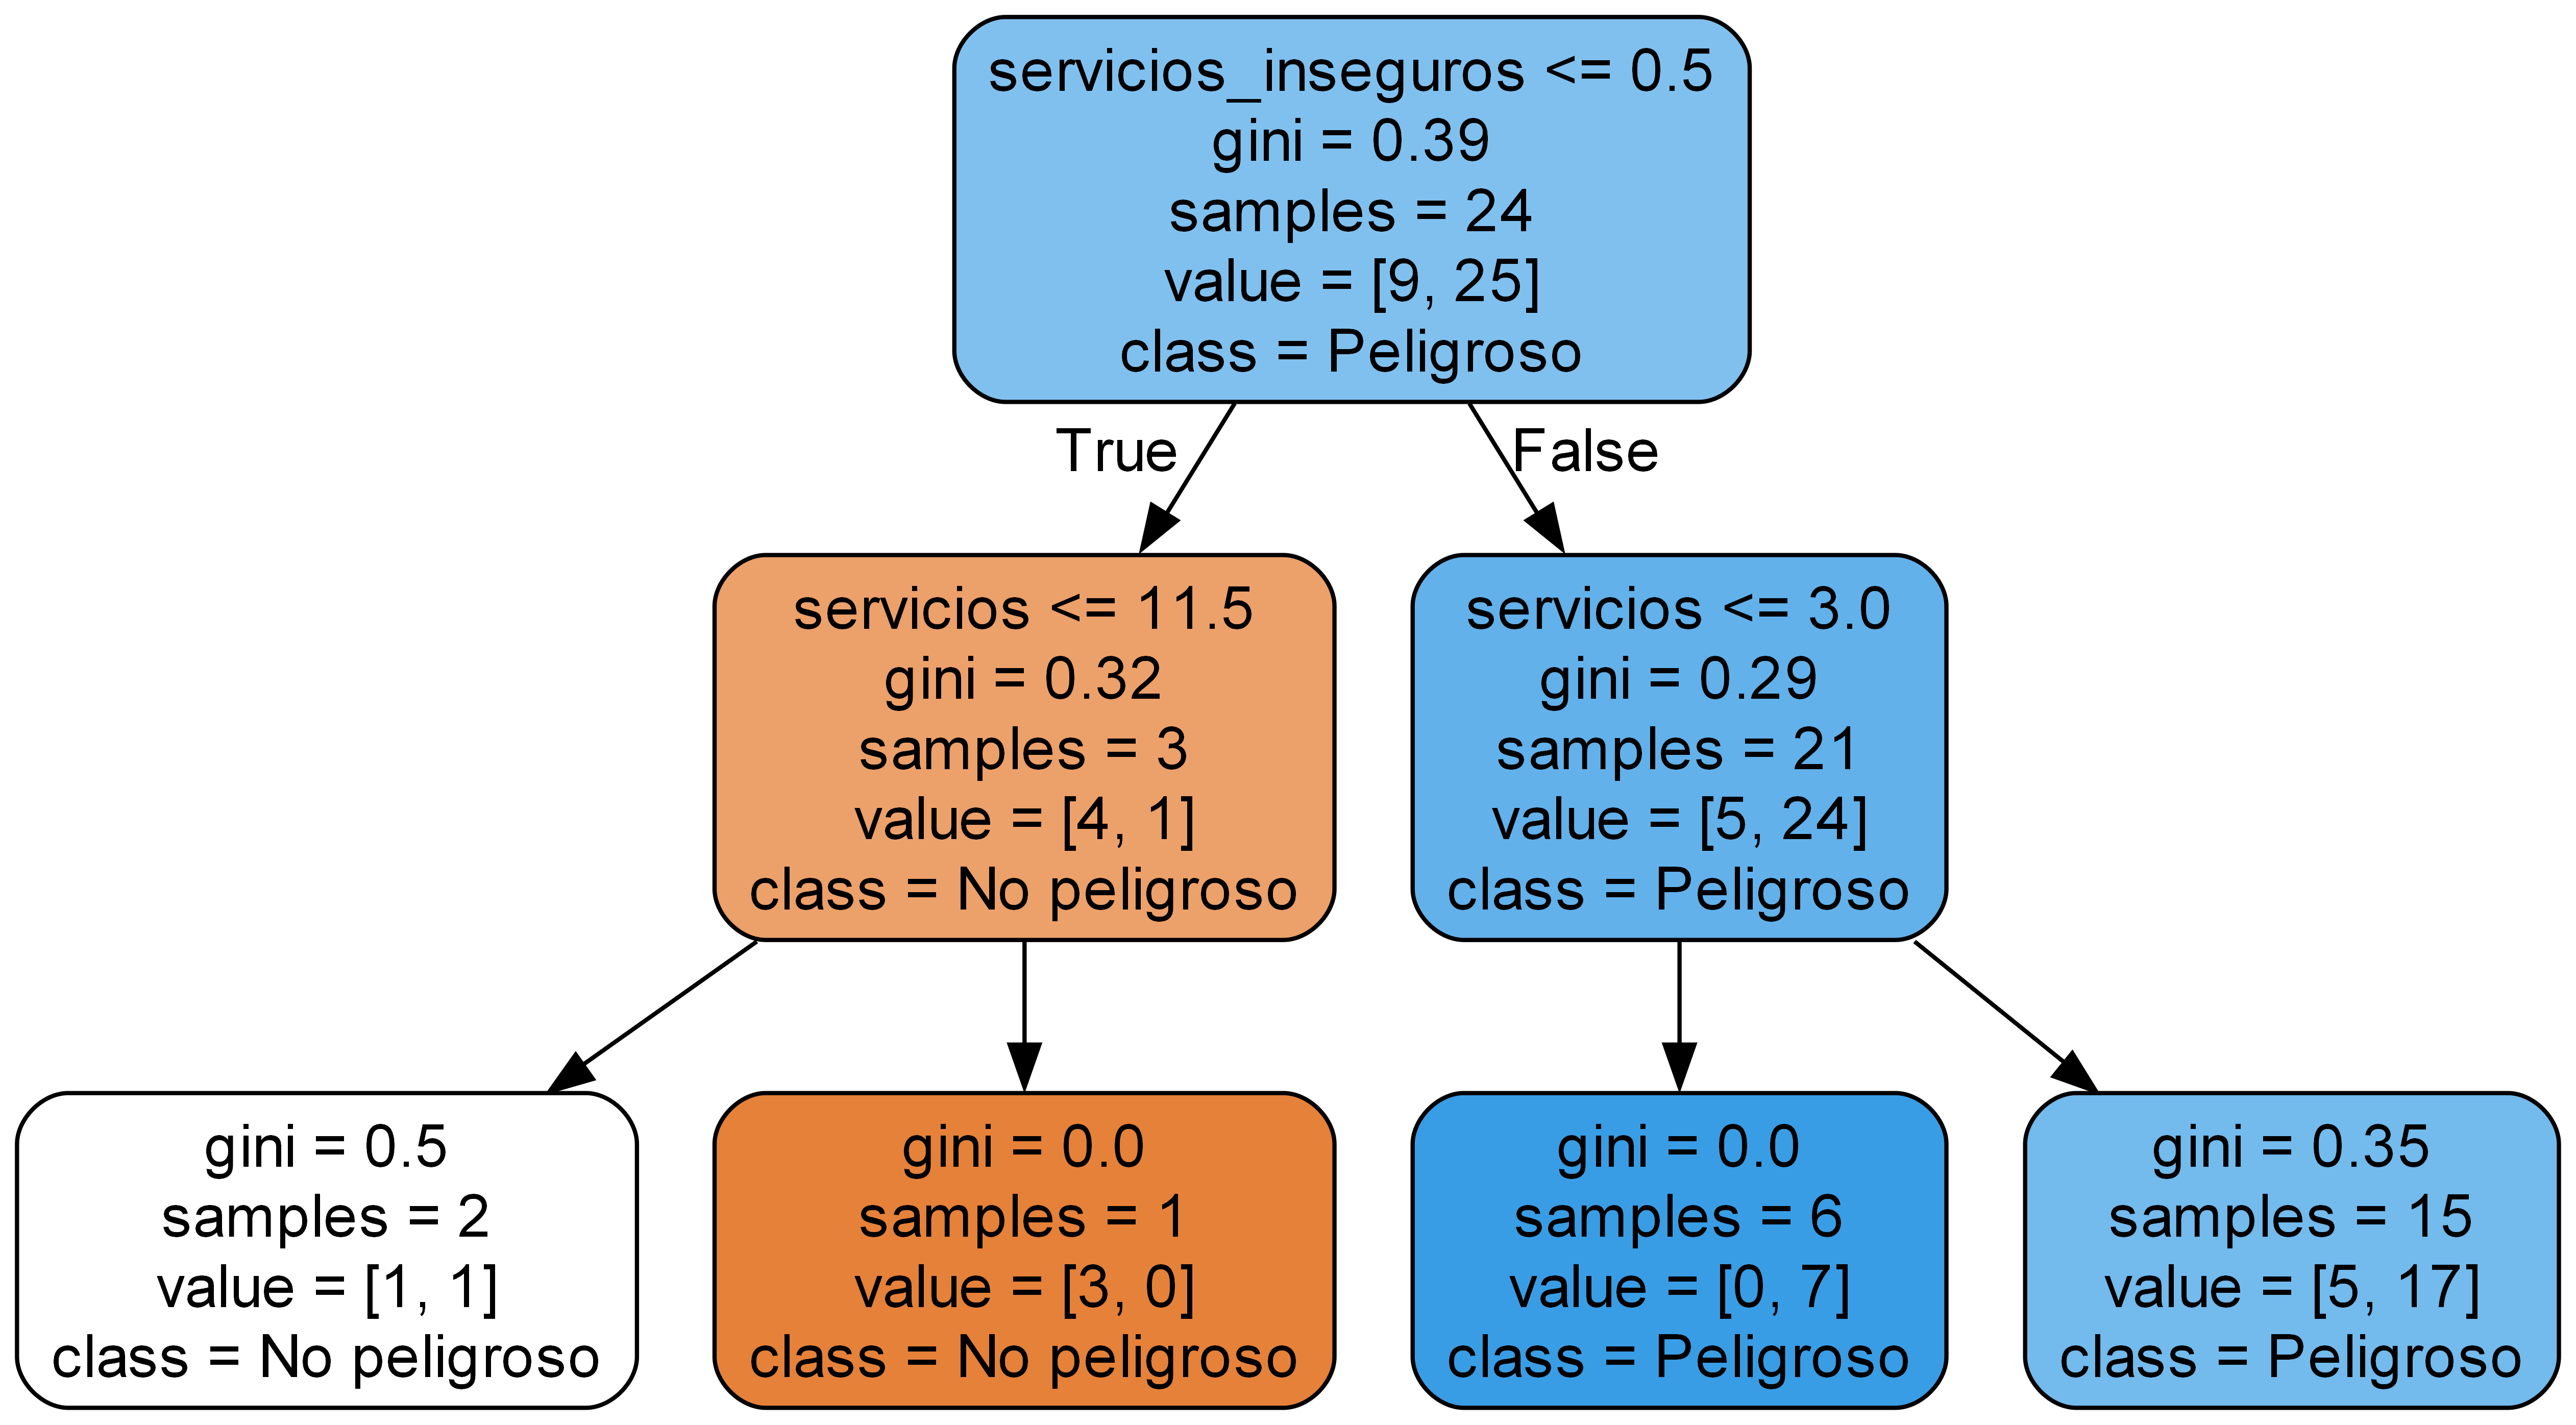 servicios_inseguros <= 0.5
gini = 0.39
samples = 24
value = [9, 25]
class = Peligroso
True
False
servicios <= 11.5
gini = 0.32
samples = 3
value = [4, 1]
class = No peligroso
servicios <= 3.0
gini = 0.29
samples = 21
value = [5, 24]
class = Peligroso
gini = 0.5
samples = 2
value = [1, 1]
class = No peligroso
gini = 0.0
samples = 1
value = [3, 0]
class = No peligroso
gini = 0.0
samples = 6
value = [0, 7]
class = Peligroso
gini = 0.35
samples = 15
value = [5, 17]
class = Peligroso